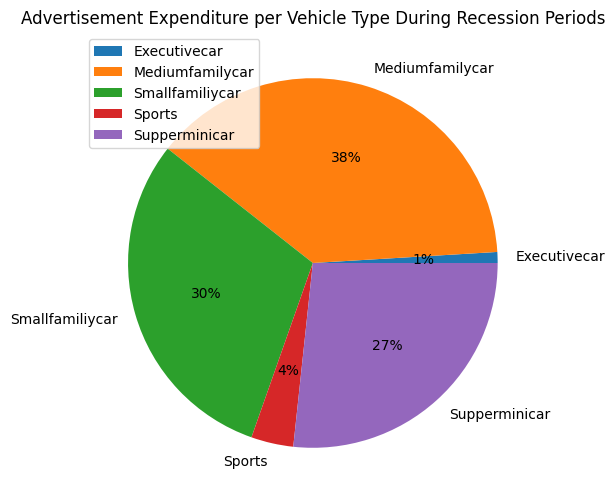 Advertisement Expenditure per Vehicle Type During Recession Periods
Executivecar
Mediumfamilycar
Smallfamiliycar
Sports
Supperminicar
Mediumfamilycar
38%
Executivecar
1%
30%
Smallfamiliycar
27%
4%
Supperminicar
Sports